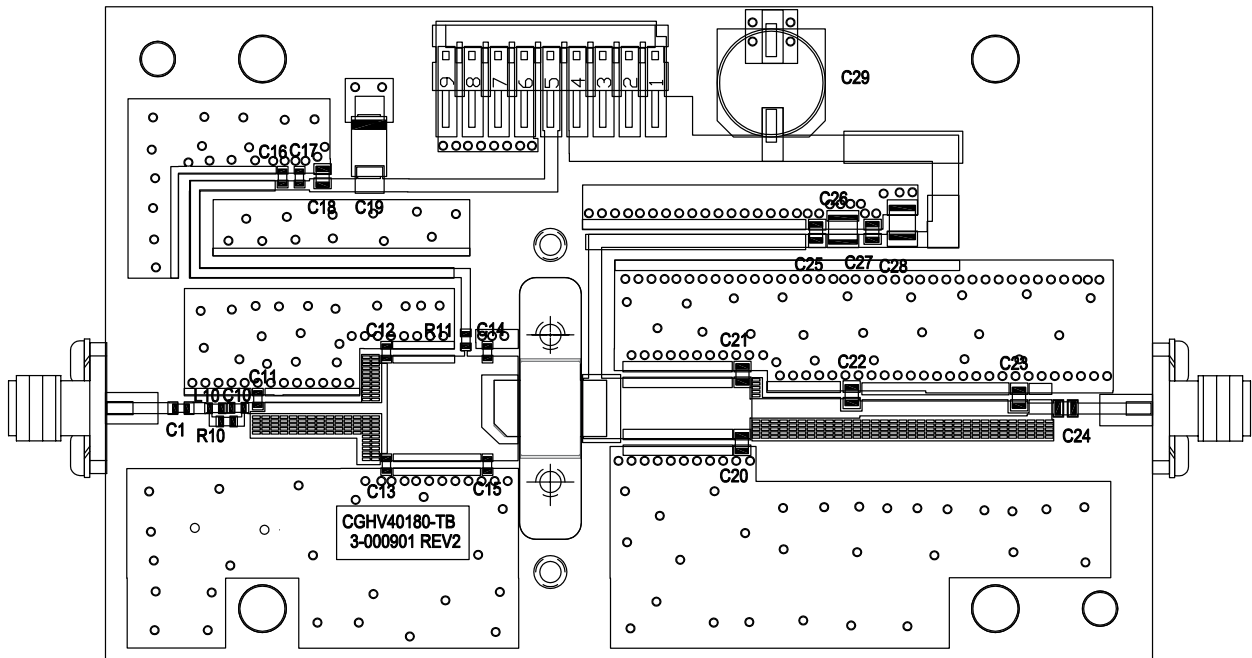 9 8 7 6 5 4 3 2 1
C29
C16 C17
C18 C19
C26
C25 C27 C28
C12 R11 C14
C21
C22 C23
C11
L10 C10
C1 R10
C24
C20
C13 C15
CGHV40180-TB
3-000901 REV2